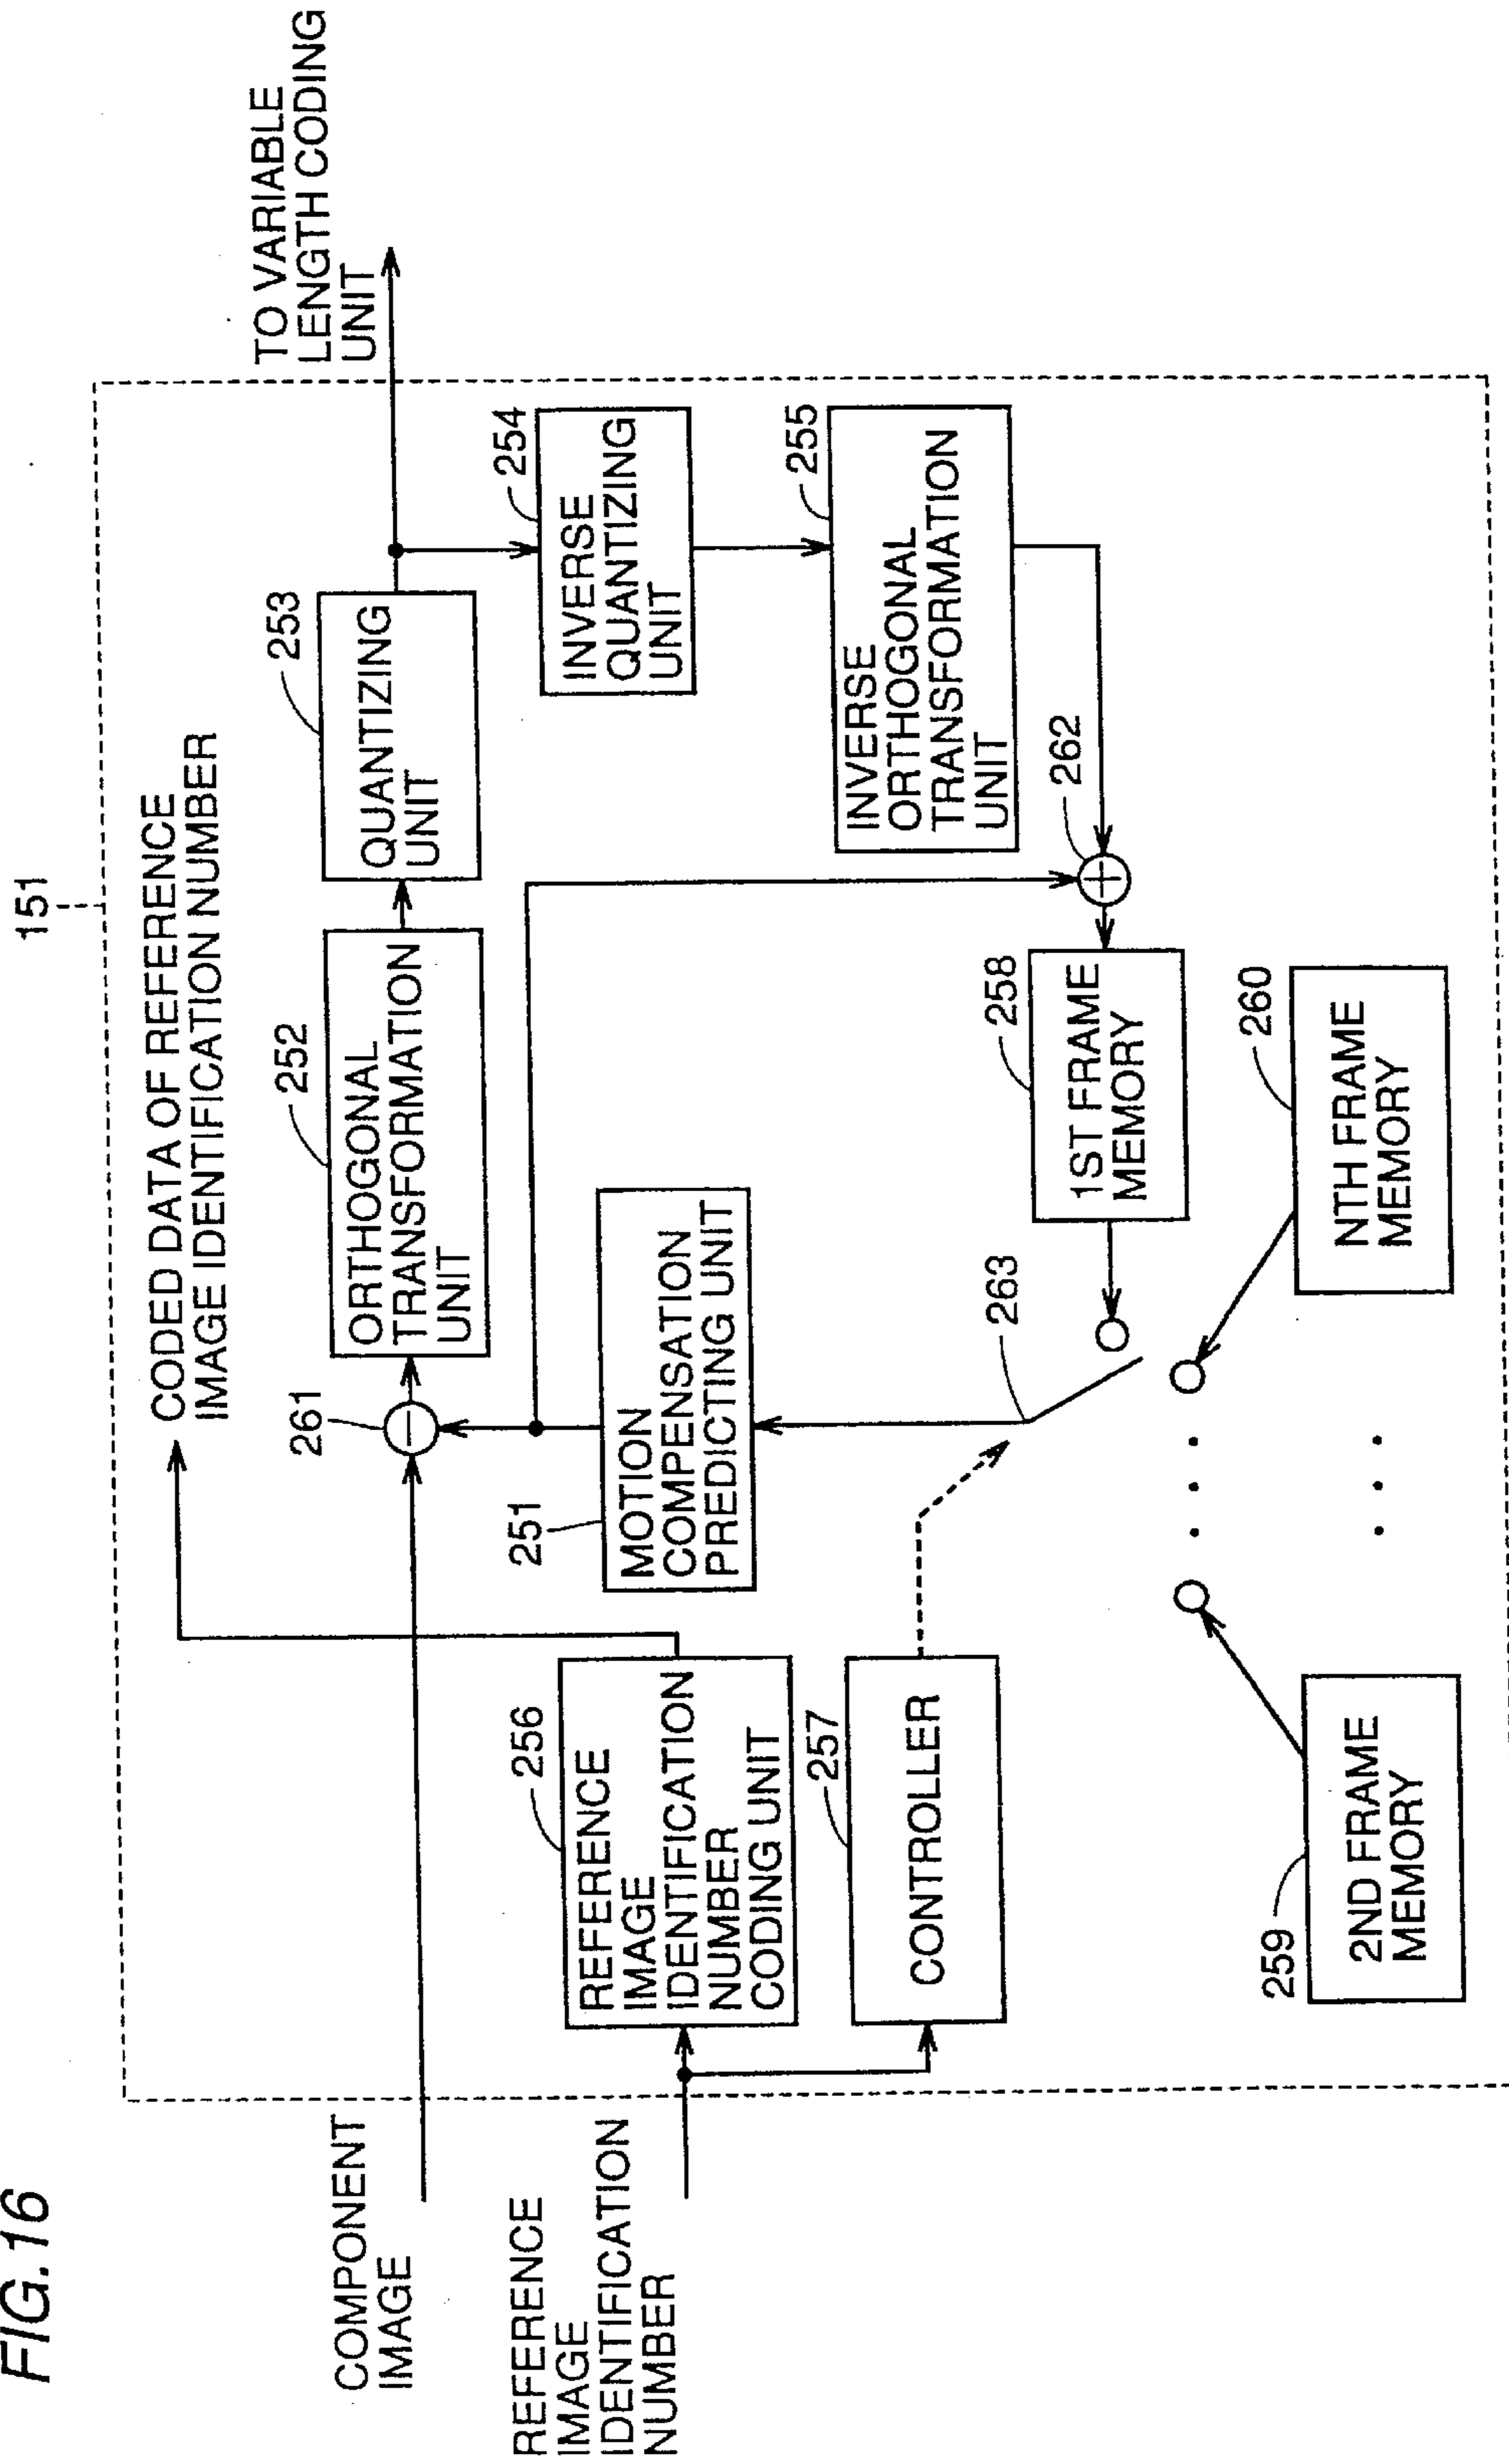 FIG.16
151
CODED DATA OF REFERENCE
IMAGE IDENTIFICATION NUMBER
TO VARIABLE
LENGTH CODING
UNIT
COMPONENT
IMAGE
261
252
ORTHOGONAL
TRANSFORMATION
UNIT
253
QUANTIZING
UNIT
254
INVERSE
QUANTIZING
UNIT
REFERENCE
IMAGE
IDENTIFICATION
NUMBER
256
REFERENCE
IMAGE
IDENTIFICATION
NUMBER
CODING UNIT
251
MOTION
COMPENSATION
PREDICTING UNIT
255
INVERSE
ORTHOGONAL
TRANSFORMATION
UNIT
257
CONTROLLER
263
262
258
1ST FRAME
MEMORY
259
2ND FRAME
MEMORY
260
NTH FRAME
MEMORY